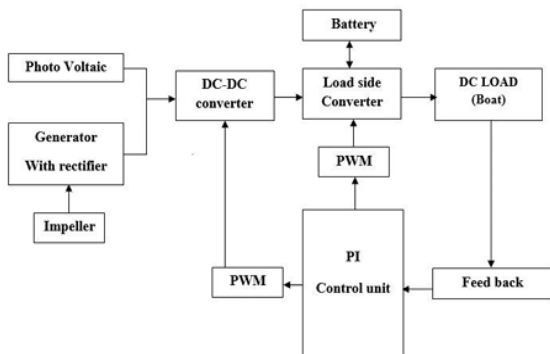 Battery
Photo Voltaic
DC-DC
converter
Load side
Converter
DC LOAD
(Boat)
Generator
With rectifier
PWM
Impeller
PI
Control unit
PWM
Feed back